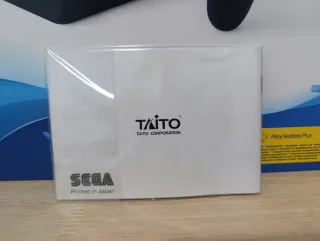 TAITO
TAITO CORPORATION
SEGA
Printed in Japan
PlayStation Plus